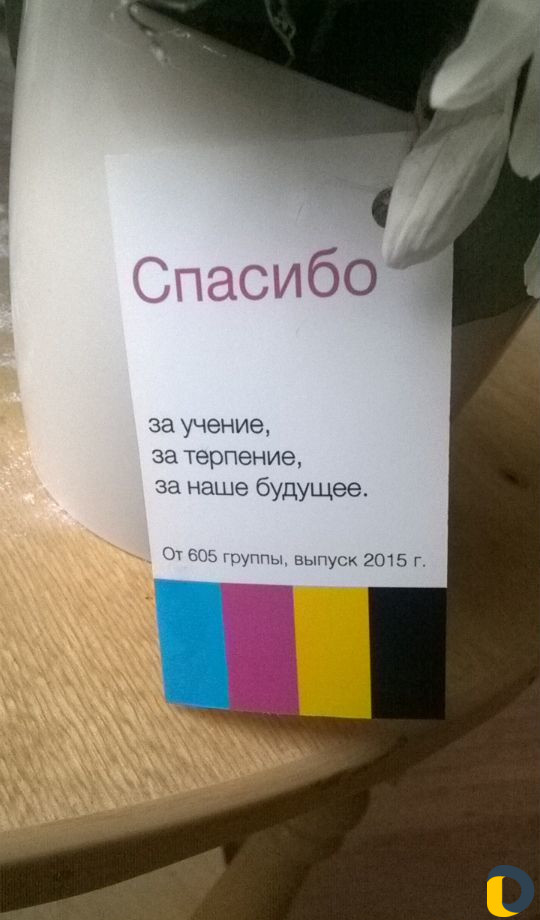 Спасибо
за учение,
за терпение,
за наше будущее.
От 605 группы, выпуск 2015 г.